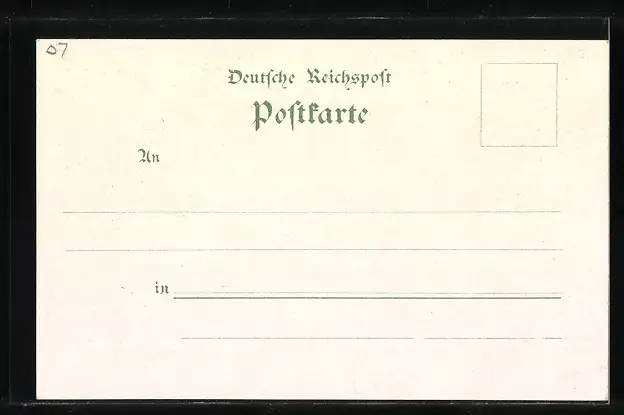 07
Deutſche Reichspoſt
Poſtkarte
An
in